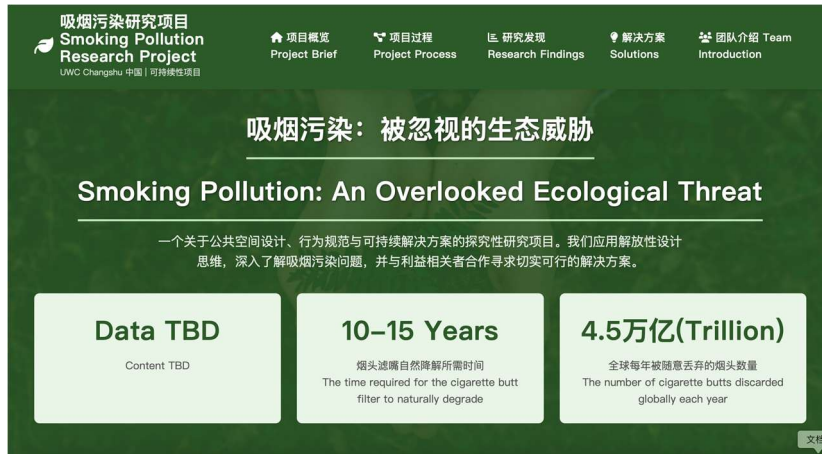 吸烟污染研究项目
Smoking Pollution
Research Project
UWC Changshu 中国 | 可持续性项目
项目概览
Project Brief
项目过程
Project Process
研究发现
Research Findings
解决方案
Solutions
团队介绍 Team
Introduction
吸烟污染：被忽视的生态威胁
Smoking Pollution: An Overlooked Ecological Threat
一个关于公共空间设计、行为规范与可持续解决方案的探究性研究项目。我们应用解放性设计
思维，深入了解吸烟污染问题，并与利益相关者合作寻求切实可行的解决方案。
Data TBD
Content TBD
10–15 Years
烟头滤嘴自然降解所需时间
The time required for the cigarette butt
filter to naturally degrade
4.5万亿(Trillion)
全球每年被随意丢弃的烟头数量
The number of cigarette butts discarded
globally each year
文档